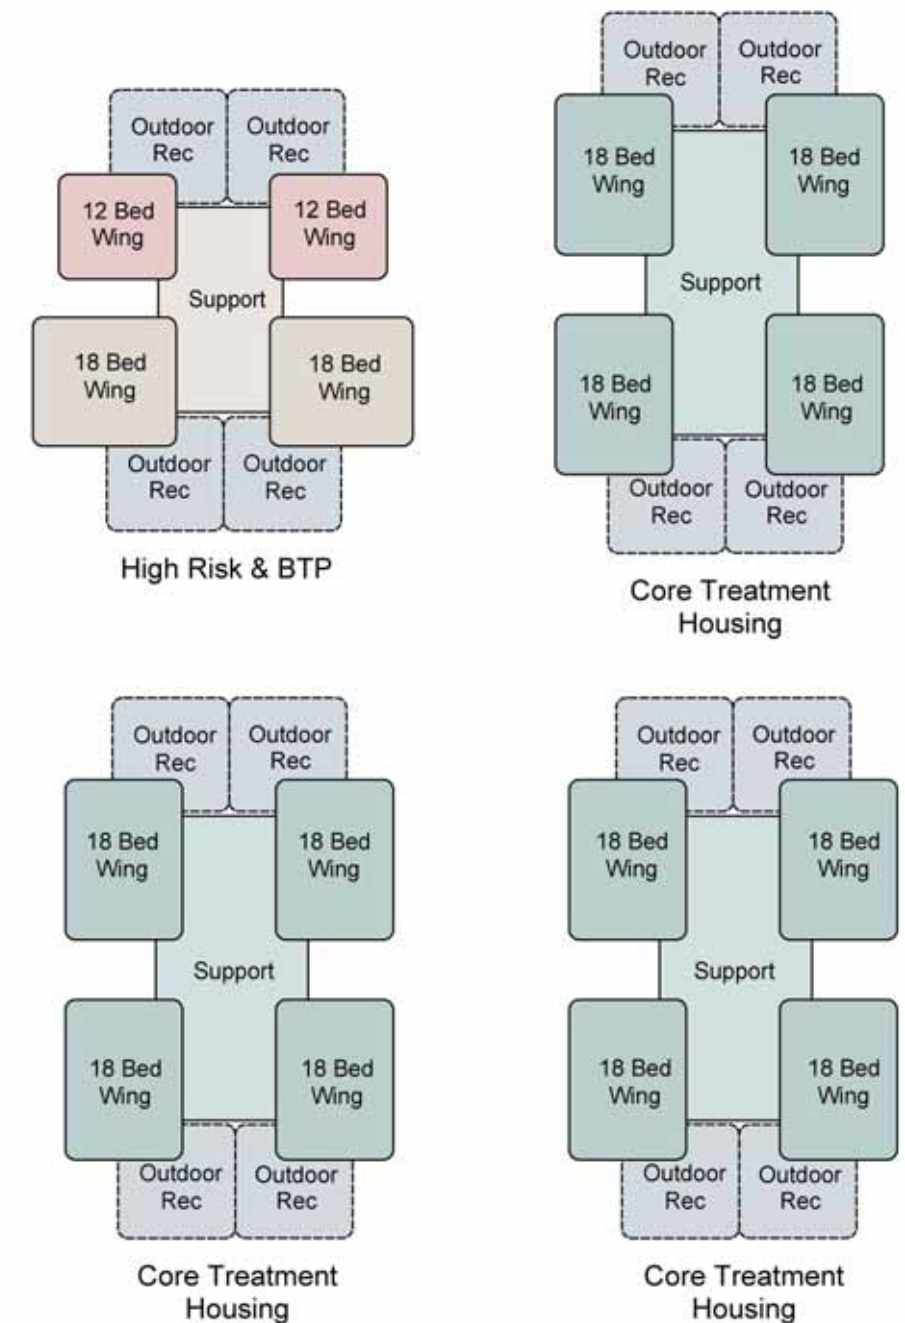 Outdoor
Rec
Outdoor
Rec
12 Bed
Wing
12 Bed
Wing
Support
18 Bed
Wing
18 Bed
Wing
Outdoor
Rec
Outdoor
Rec
High Risk & BTP
Outdoor
Rec
Outdoor
Rec
18 Bed
Wing
18 Bed
Wing
Support
18 Bed
Wing
18 Bed
Wing
Outdoor
Rec
Outdoor
Rec
Core Treatment
Housing
Outdoor
Rec
Outdoor
Rec
18 Bed
Wing
18 Bed
Wing
Support
18 Bed
Wing
18 Bed
Wing
Outdoor
Rec
Outdoor
Rec
Core Treatment
Housing
Outdoor
Rec
Outdoor
Rec
18 Bed
Wing
18 Bed
Wing
Support
18 Bed
Wing
18 Bed
Wing
Outdoor
Rec
Outdoor
Rec
Core Treatment
Housing